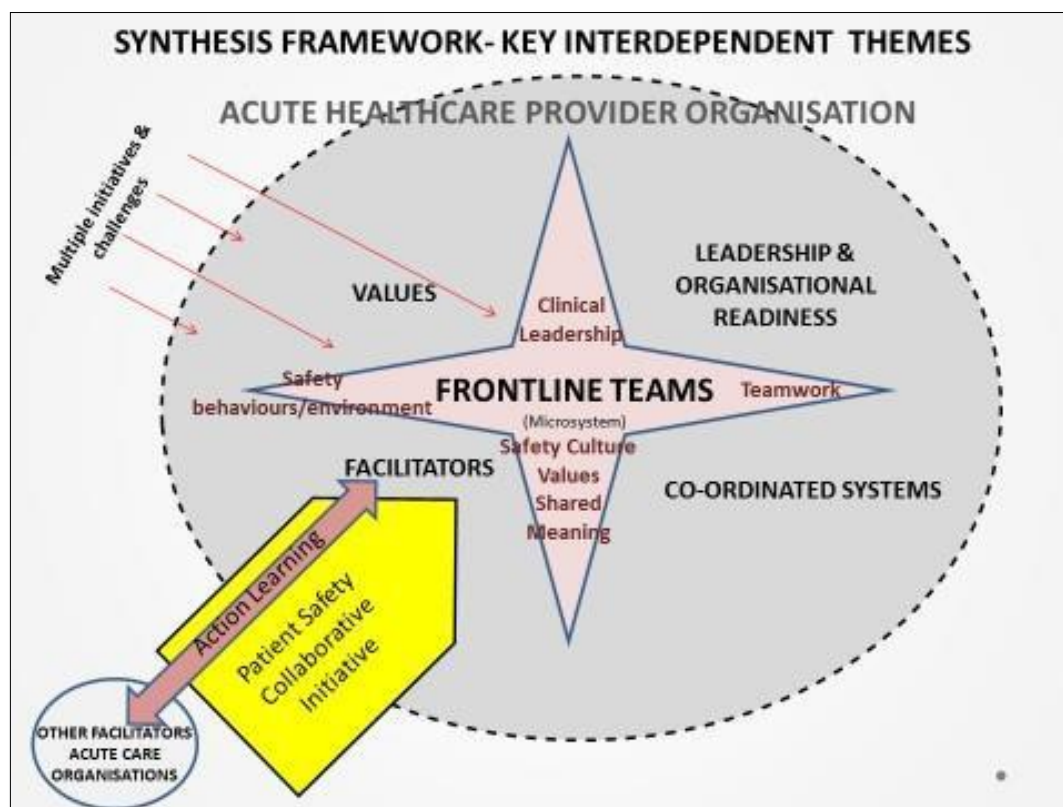 SYNTHESIS FRAMEWORK- KEY INTERDEPENDENT THEMES
ACUTE HEALTHCARE PROVIDER ORGANISATION
Multiple initiatives &
challenges
VALUES
LEADERSHIP &
ORGANISATIONAL
READINESS
Clinical
Leadership
Safety
behaviours/environment
FRONTLINE TEAMS
(Microsystem)
Teamwork
Safety Culture
Values
Shared
Meaning
FACILITATORS
CO-ORDINATED SYSTEMS
Action Learning
Patient Safety
Collaborative
Initiative
OTHER FACILITATORS
ACUTE CARE
ORGANISATIONS